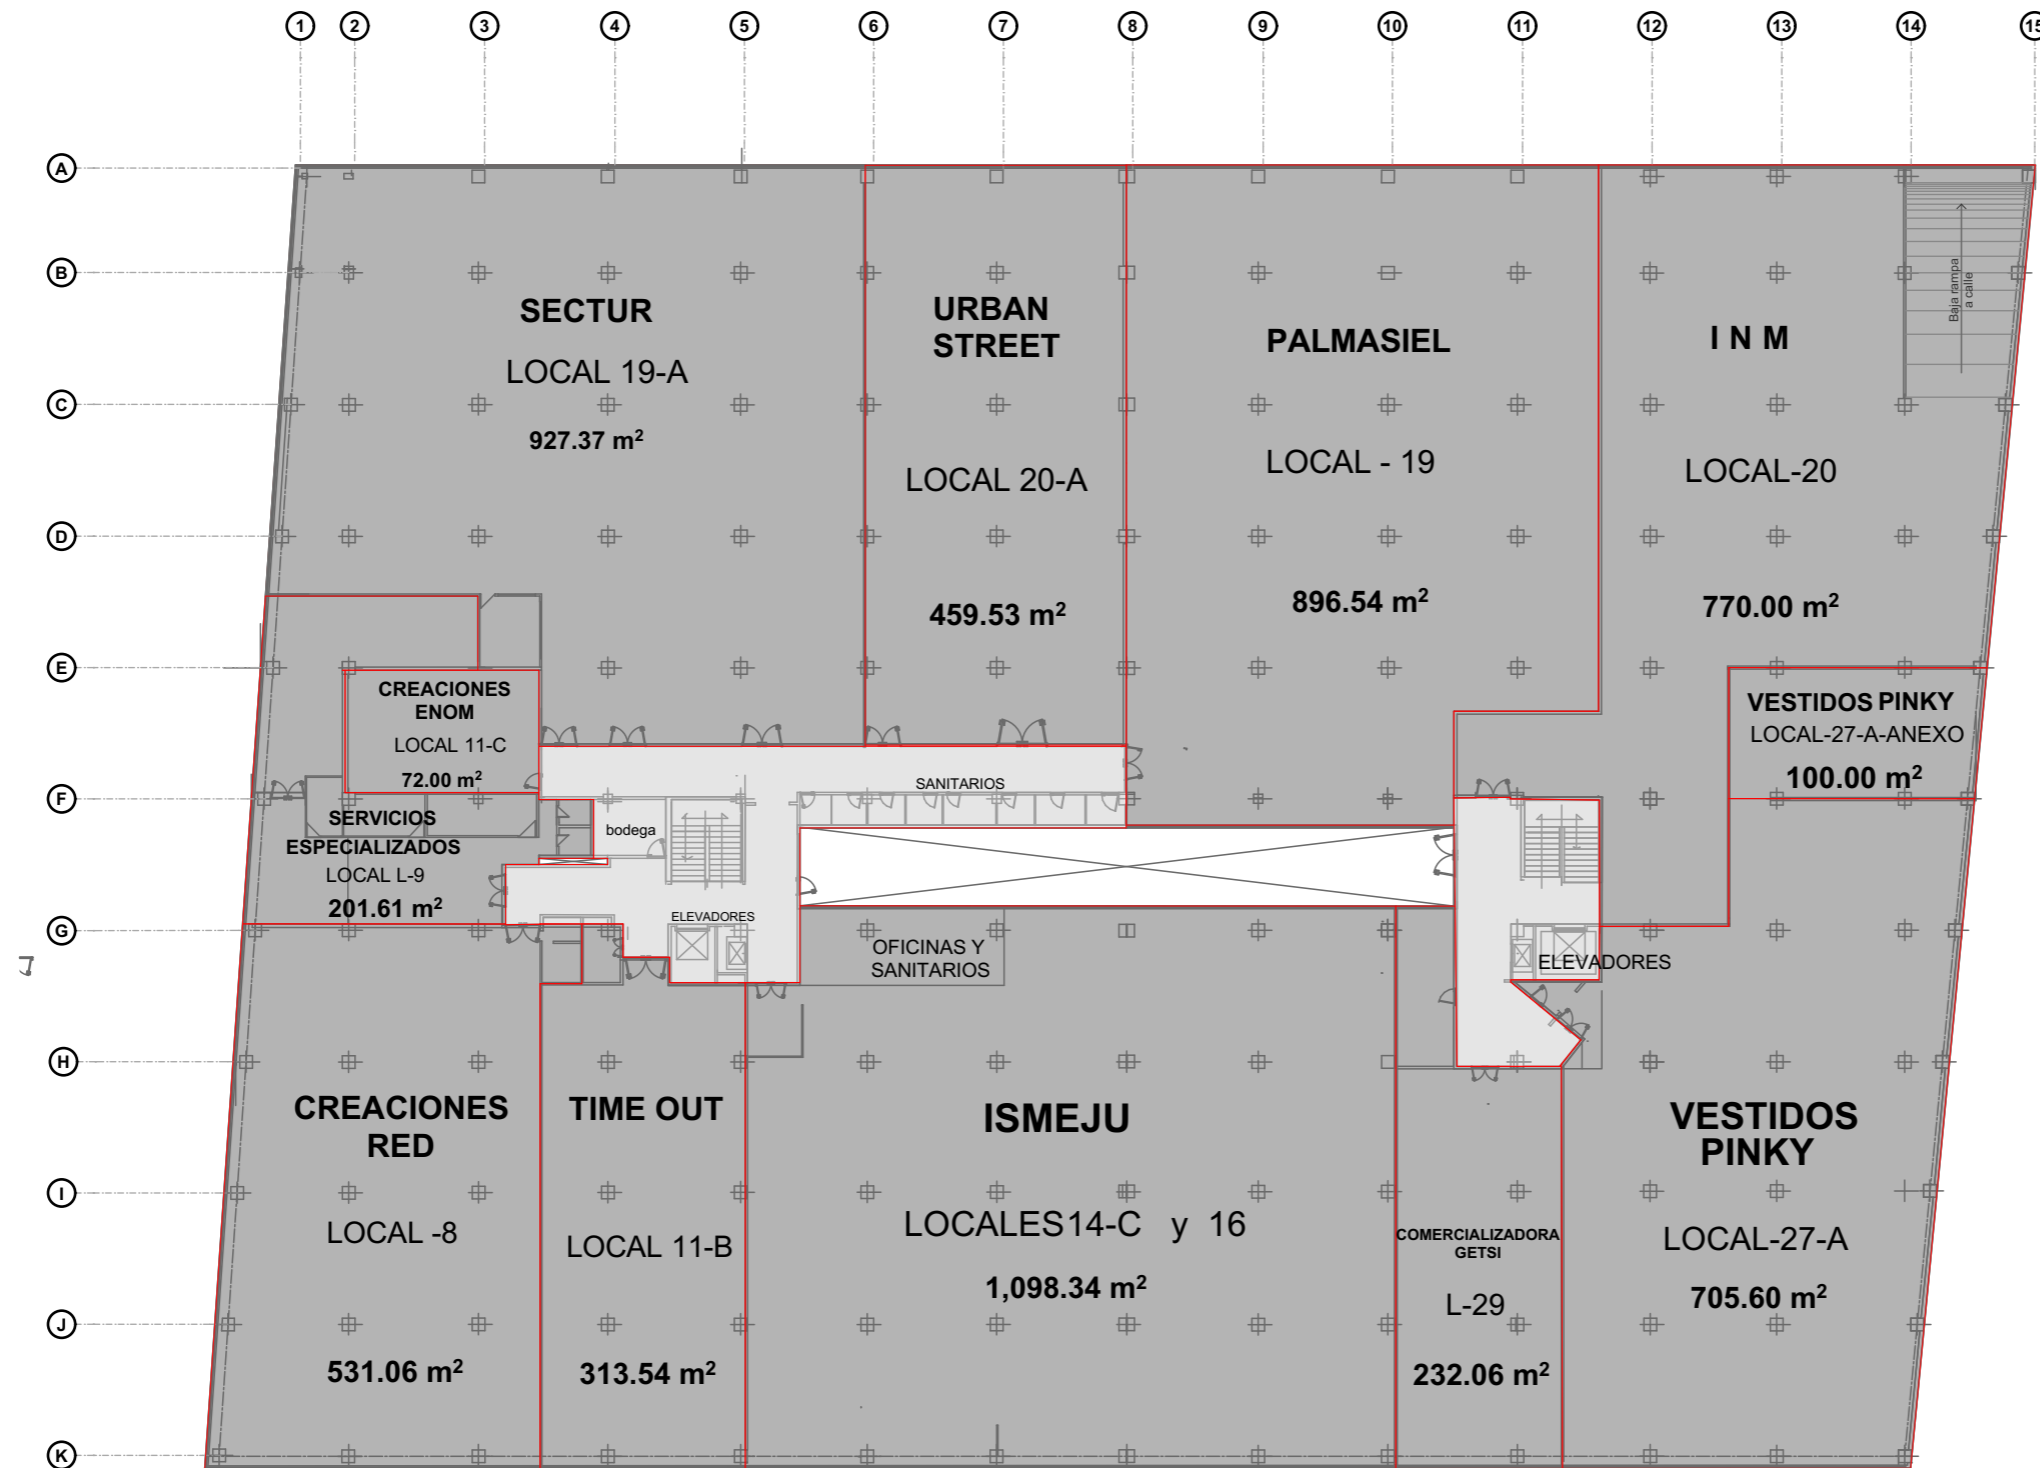 1 2 3 4 5 6 7 8 9 10 11 12 13 14 15
A
B
C
D
E
F
G
H
I
J
K
SECTUR
LOCAL 19-A
927.37 m²
URBAN
STREET
LOCAL 20-A
459.53 m²
PALMASIEL
LOCAL - 19
896.54 m²
I N M
LOCAL-20
770.00 m²
Baja rampa
a calle
CREACIONES
ENOM
LOCAL 11-C
72.00 m²
VESTIDOS PINKY
LOCAL-27-A-ANEXO
100.00 m²
SANITARIOS
bodega
SERVICIOS
ESPECIALIZADOS
LOCAL L-9
201.61 m²
ELEVADORES
OFICINAS Y
SANITARIOS
ELEVADORES
CREACIONES
RED
LOCAL -8
531.06 m²
TIME OUT
LOCAL 11-B
313.54 m²
ISMEJU
LOCALES14-C y 16
1,098.34 m²
COMERCIALIZADORA
GETSI
L-29
232.06 m²
VESTIDOS
PINKY
LOCAL-27-A
705.60 m²